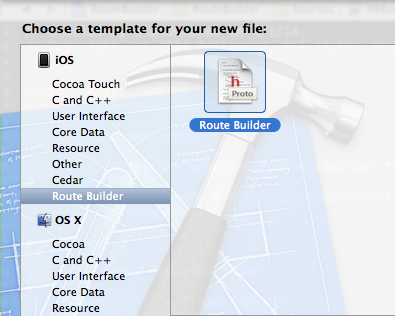 Choose a template for your new file:
iOS
Cocoa Touch
C and C++
User Interface
Core Data
Resource
Other
Cedar
Route Builder
OS X
Cocoa
C and C++
User Interface
Core Data
Resource
h
Proto
Route Builder